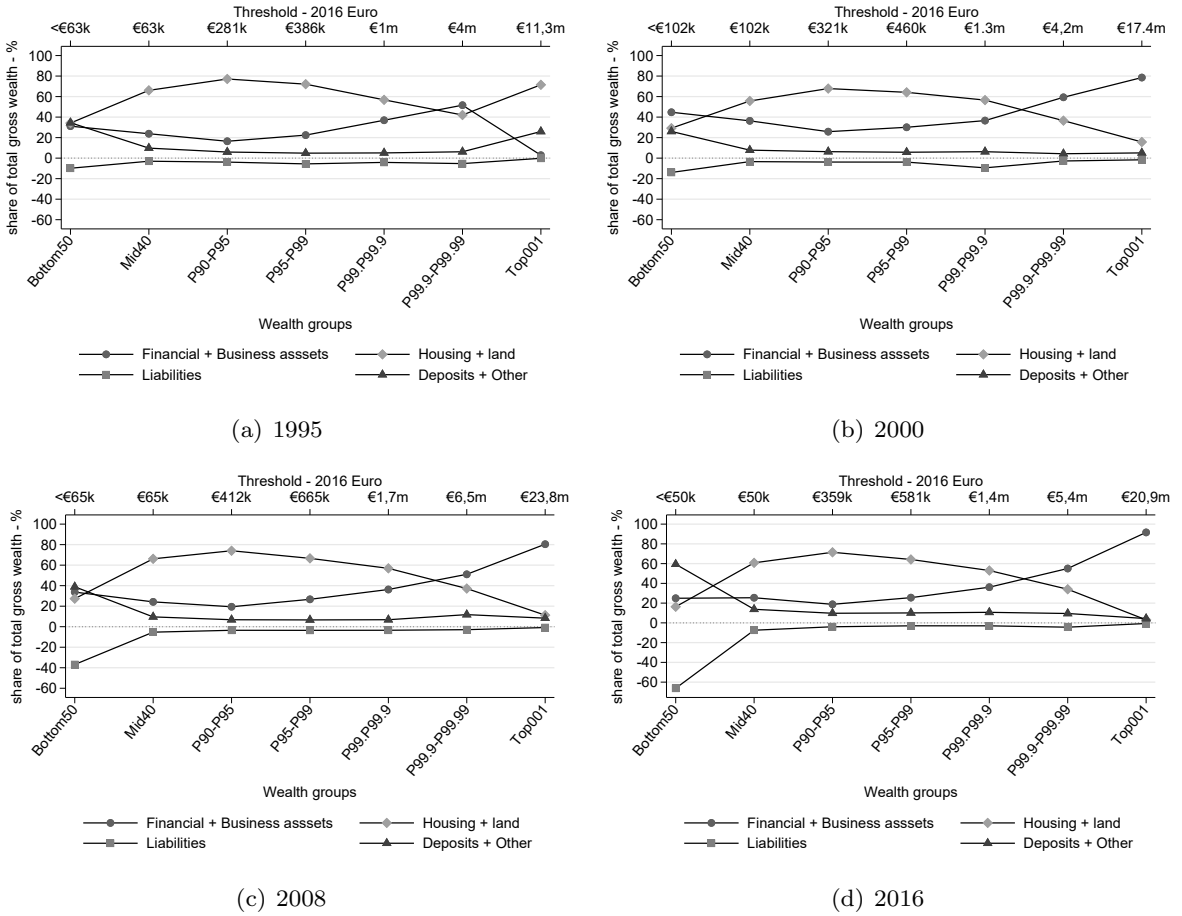 Threshold - 2016 Euro
<€63k €63k €281k €386k €1m €4m €11,3m
share of total gross wealth - %
100
80
60
40
20
0
-20
-40
-60
Bottom50 Mid40 P90-P95 P95-P99 P99.P99.9 P99.9-P99.99 Top001
Wealth groups
Financial + Business asssets Housing + land
Liabilities Deposits + Other
(a) 1995
Threshold - 2016 Euro
<€102k €102k €321k €460k €1.3m €4,2m €17.4m
share of total gross wealth - %
100
80
60
40
20
0
-20
-40
-60
Bottom50 Mid40 P90-P95 P95-P99 P99.P99.9 P99.9-P99.99 Top001
Wealth groups
Financial + Business asssets Housing + land
Liabilities Deposits + Other
(b) 2000
Threshold - 2016 Euro
<€65k €65k €412k €665k €1,7m €6,5m €23,8m
share of total gross wealth - %
100
80
60
40
20
0
-20
-40
-60
Bottom50 Mid40 P90-P95 P95-P99 P99.P99.9 P99.9-P99.99 Top001
Wealth groups
Financial + Business asssets Housing + land
Liabilities Deposits + Other
(c) 2008
Threshold - 2016 Euro
<€50k €50k €359k €581k €1,4m €5,4m €20,9m
share of total gross wealth - %
100
80
60
40
20
0
-20
-40
-60
Bottom50 Mid40 P90-P95 P95-P99 P99.P99.9 P99.9-P99.99 Top001
Wealth groups
Financial + Business asssets Housing + land
Liabilities Deposits + Other
(d) 2016